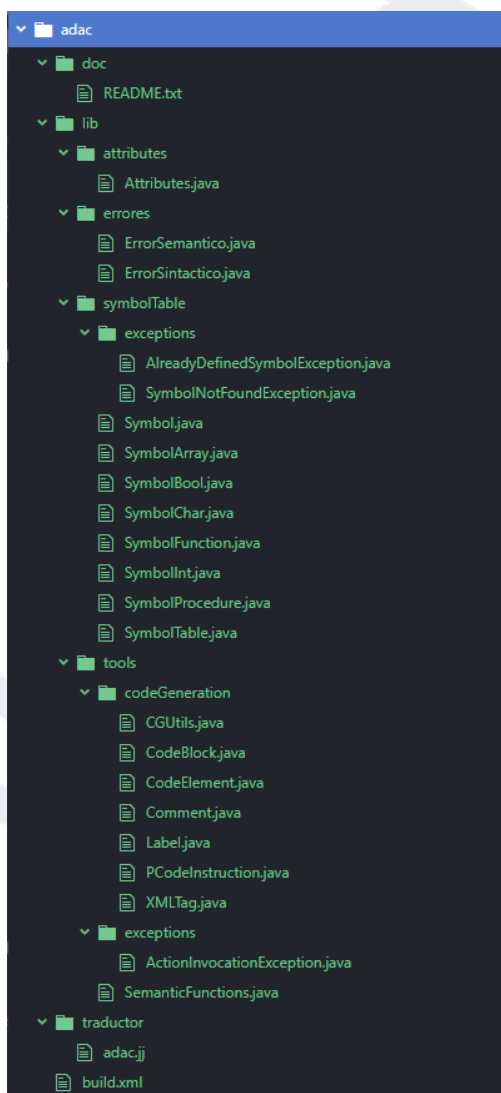 adac
doc
README.txt
lib
attributes
Attributes.java
errores
ErrorSemantico.java
ErrorSintactico.java
symbolTable
exceptions
AlreadyDefinedSymbolException.java
SymbolNotFoundException.java
Symbol.java
SymbolArray.java
SymbolBool.java
SymbolChar.java
SymbolFunction.java
SymbolInt.java
SymbolProcedure.java
SymbolTable.java
tools
codeGeneration
CGUtils.java
CodeBlock.java
CodeElement.java
Comment.java
Label.java
PCodeInstruction.java
XMLTag.java
exceptions
ActionInvocationException.java
SemanticFunctions.java
traductor
adac.jj
build.xml